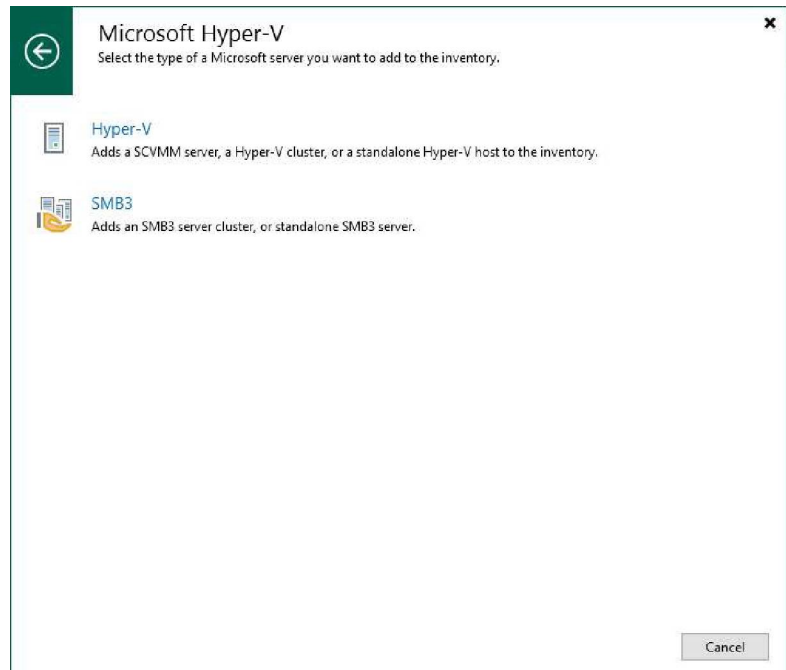 Microsoft Hyper-V
Select the type of a Microsoft server you want to add to the inventory.
Hyper-V
Adds a SCVMM server, a Hyper-V cluster, or a standalone Hyper-V host to the inventory.
SMB3
Adds an SMB3 server cluster, or standalone SMB3 server.
Cancel